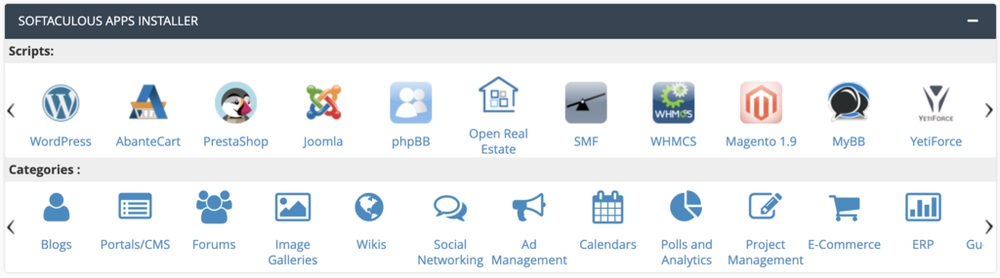 SOFTACULOUS APPS INSTALLER
Scripts:
WHMCS
YETIFORCE
WordPress AbanteCart PrestaShop Joomla phpBB Open Real SMF WHMCS Magento 1.9 MyBB YetiForce
Estate
Categories :
Blogs Portals/CMS Forums Image Wikis Social Ad Calendars Polls and Project E-Commerce ERP Gu
Galleries Networking Management Analytics Management